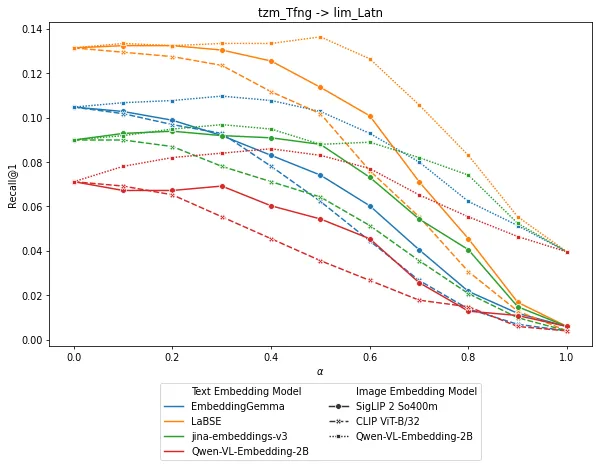 tzm_Tfng -> lim_Latn
Recall@1
0.14
0.12
0.10
0.08
0.06
0.04
0.02
0.00
0.0 0.2 0.4 0.6 0.8 1.0
α
Text Embedding Model
EmbeddingGemma
LaBSE
jina-embeddings-v3
Qwen-VL-Embedding-2B
Image Embedding Model
SigLIP 2 So400m
CLIP ViT-B/32
Qwen-VL-Embedding-2B